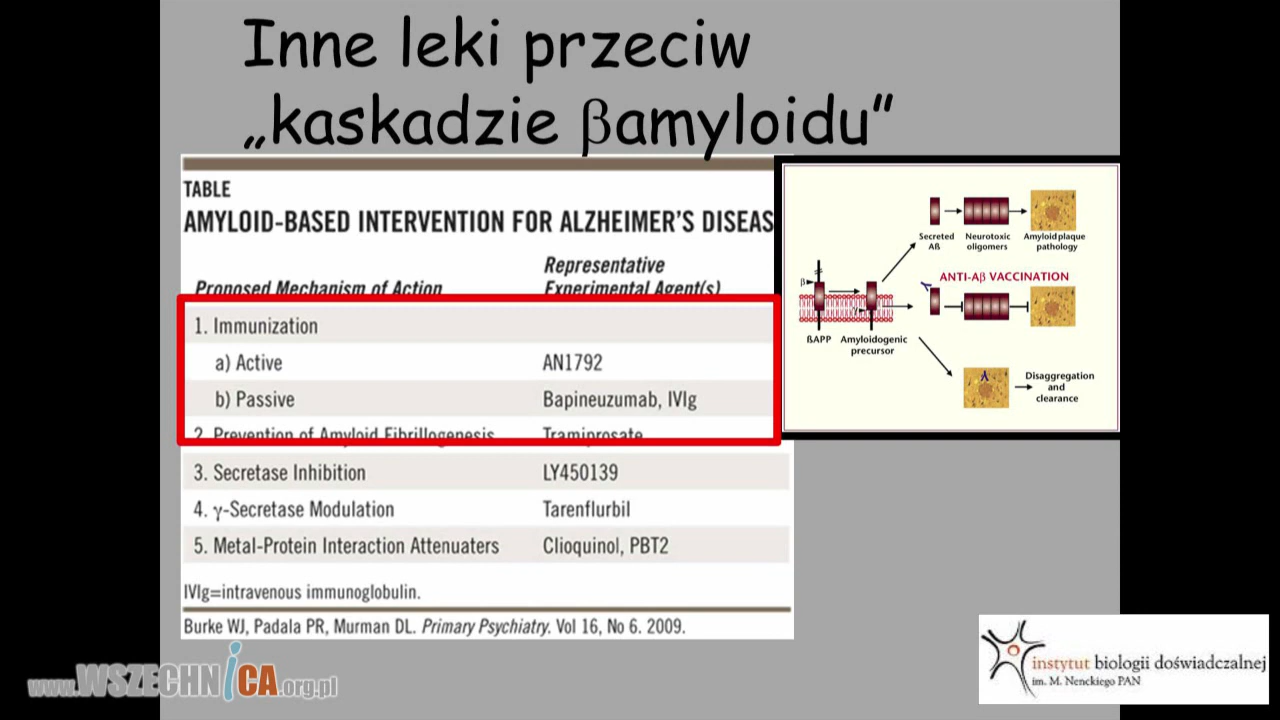 Inne leki przeciw
„kaskadzie βamyloidu”
TABLE
AMYLOID-BASED INTERVENTION FOR ALZHEIMER'S DISEAS
Representative
Proposed Mechanism of Action Experimental Agent(s)
1. Immunization
a) Active AN1792
b) Passive Bapineuzumab, IVIg
2. Prevention of Amyloid Fibrillogenesis Tramiprosate
3. Secretase Inhibition LY450139
4. γ-Secretase Modulation Tarenflurbil
5. Metal-Protein Interaction Attenuaters Clioquinol, PBT2
IVIg=intravenous immunoglobulin.
Burke WJ, Padala PR, Murman DL. Primary Psychiatry. Vol 16, No 6. 2009.
Secreted Aß
Neurotoxic oligomers
Amyloid plaque pathology
ANTI-Aβ VACCINATION
β
γ
ßAPP
Amyloidogenic precursor
Disaggregation and clearance
www.WSZECHNiCA.org.pl
instytut biologii doświadczalnej
im. M. Nenckiego PAN